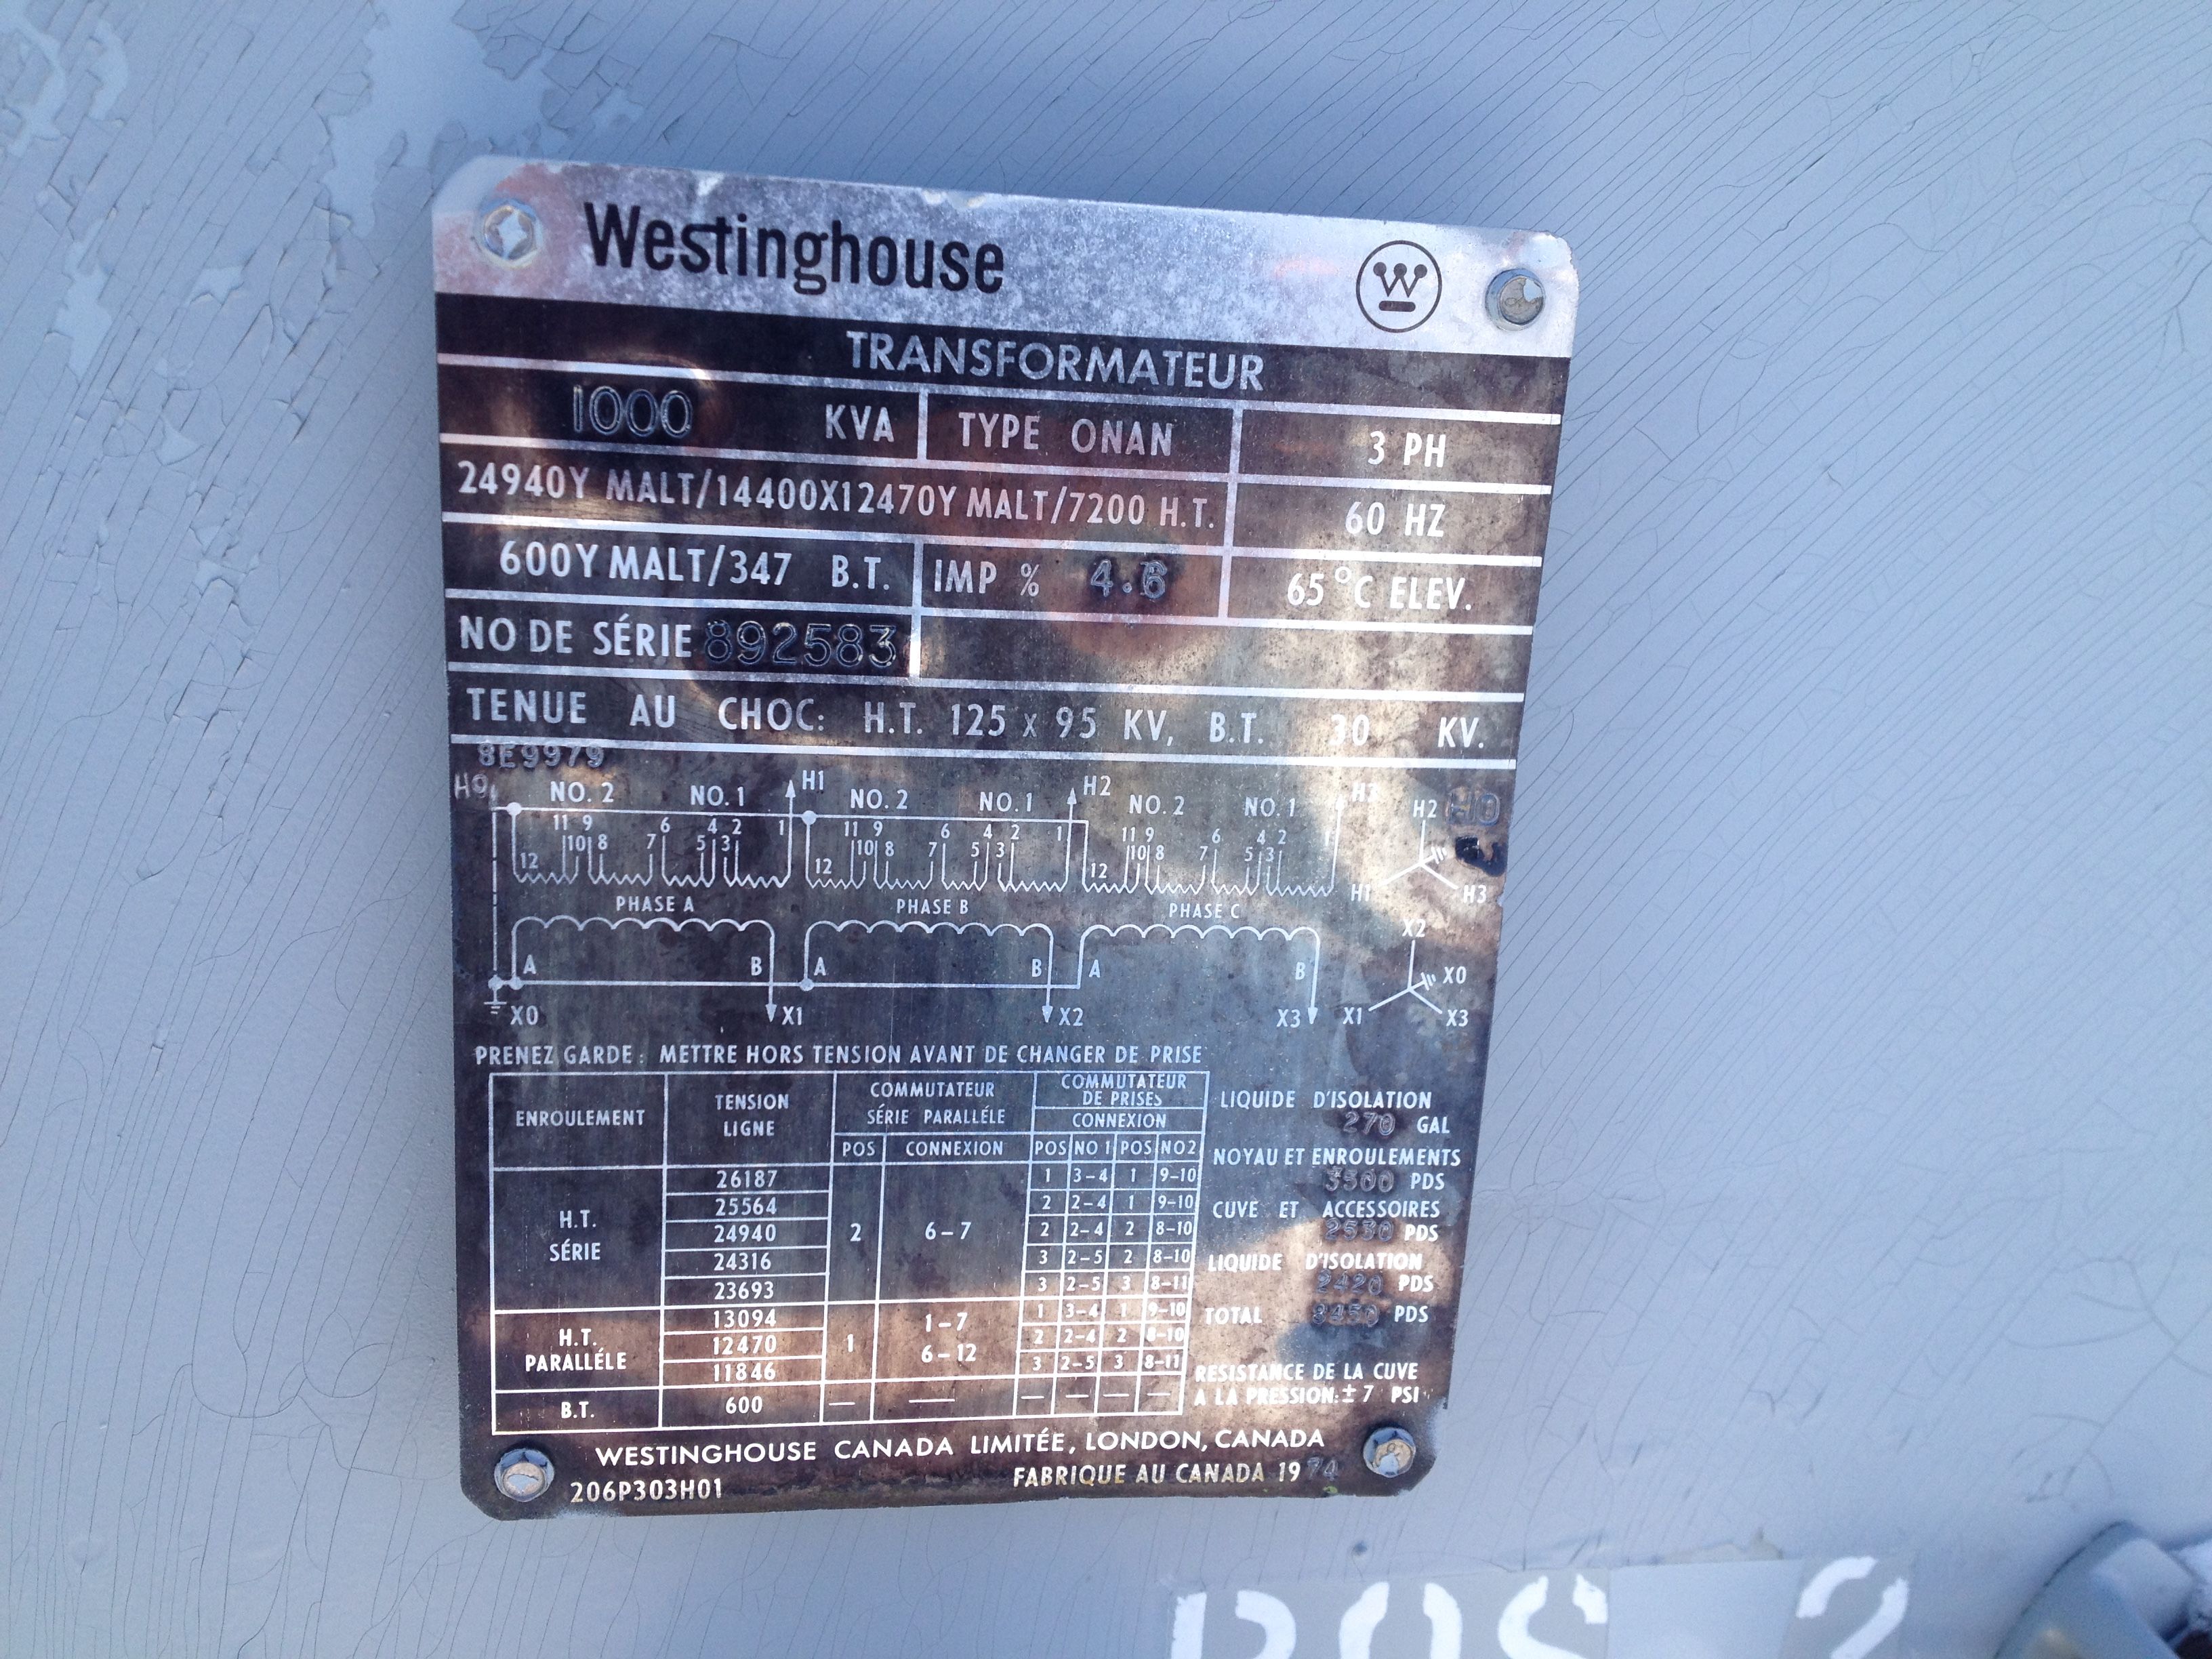 Westinghouse
W
TRANSFORMATEUR
1000 KVA TYPE ONAN 3 PH
24940Y MALT/14400X12470Y MALT/7200 H.T. 60 HZ
600Y MALT/347 B.T. IMP % 4.6 65°C ELEV.
NO DE SÉRIE 892583
TENUE AU CHOC: H.T. 125 x 95 KV, B.T. 30 KV.
8E9979
H0 NO. 2 NO. 1 H1 NO. 2 NO. 1 H2 NO. 2 NO. 1 H3 H2 H0
11 9 6 4 2 1 11 9 6 4 2 1 11 9 6 4 2 1
12 10 8 7 5 3 12 10 8 7 5 3 12 10 8 7 5 3
H1 H3
PHASE A PHASE B PHASE C
X2
A B A B A B X0
X0 X1 X2 X3 X1 X3
PRENEZ GARDE: METTRE HORS TENSION AVANT DE CHANGER DE PRISE
ENROULEMENT TENSION LIGNE COMMUTATEUR SÉRIE PARALLÉLE COMMUTATEUR DE PRISES
CONNEXION
POS CONNEXION POS NO 1 POS NO 2
H.T. SÉRIE 2 6-7
26187 1 3-4 1 9-10
25564 2 2-4 1 9-10
24940 2 2-4 2 8-10
24316 3 2-5 2 8-10
23693 3 2-5 3 8-11
H.T. PARALLÉLE 1 1-7 6-12
13094 1 3-4 1 9-10
12470 2 2-4 2 8-10
11846 3 2-5 3 8-11
B.T. 600 — — — — — —
LIQUIDE D'ISOLATION
270 GAL
NOYAU ET ENROULEMENTS
3500 PDS
CUVE ET ACCESSOIRES
2530 PDS
LIQUIDE D'ISOLATION
2420 PDS
TOTAL 8450 PDS
RESISTANCE DE LA CUVE
A LA PRESSION: ± 7 PSI
WESTINGHOUSE CANADA LIMITÉE, LONDON, CANADA
206P303H01 FABRIQUE AU CANADA 1974
POS 2